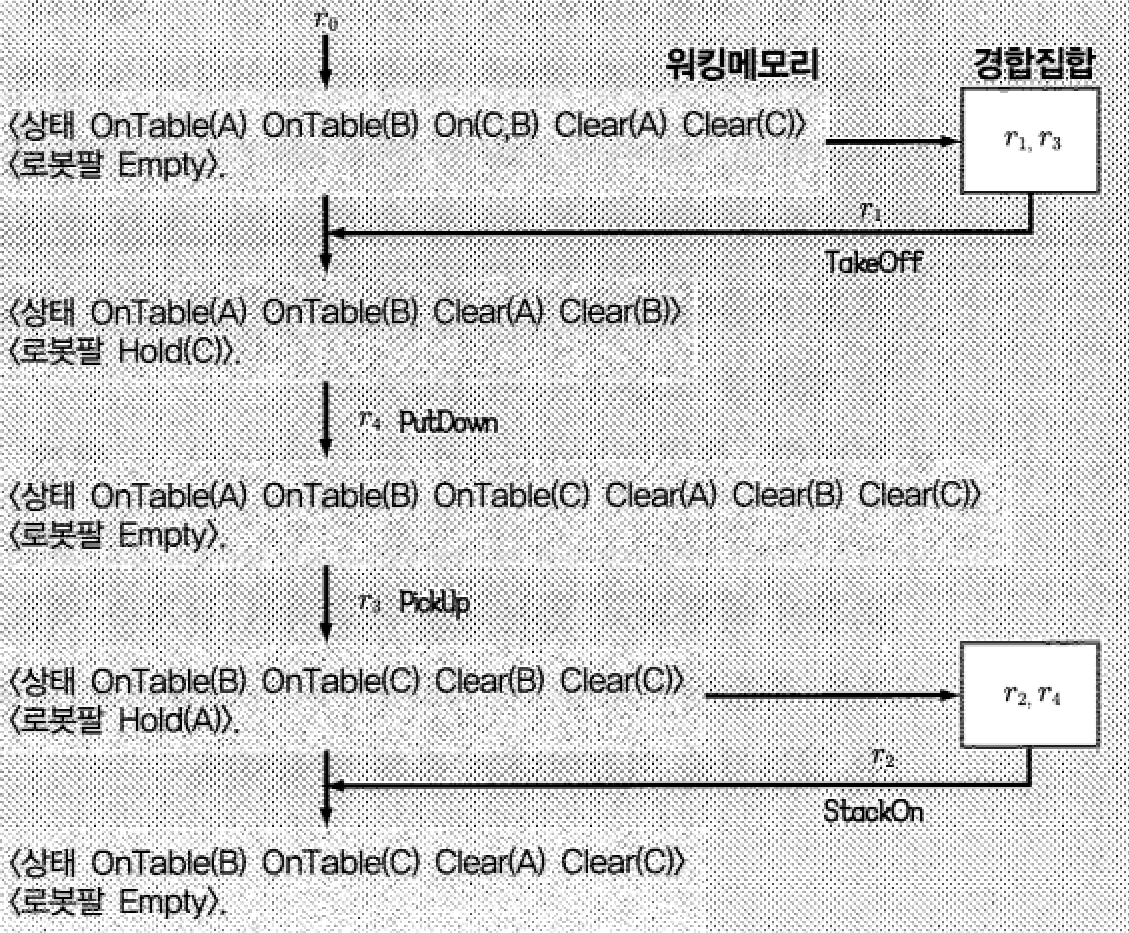 r₀
워킹메모리 경합집합
〈상태 OnTable(A) OnTable(B) On(C,B) Clear(A) Clear(C)〉
〈로봇팔 Empty〉.
r₁, r₃
r₁
TakeOff
〈상태 OnTable(A) OnTable(B) Clear(A) Clear(B)〉
〈로봇팔 Hold(C)〉.
r₄ PutDown
〈상태 OnTable(A) OnTable(B) OnTable(C) Clear(A) Clear(B) Clear(C)〉
〈로봇팔 Empty〉.
r₃ PickUp
〈상태 OnTable(B) OnTable(C) Clear(B) Clear(C)〉
〈로봇팔 Hold(A)〉.
r₂, r₄
r₂
StackOn
〈상태 OnTable(B) OnTable(C) Clear(A) Clear(C)〉
〈로봇팔 Empty〉.